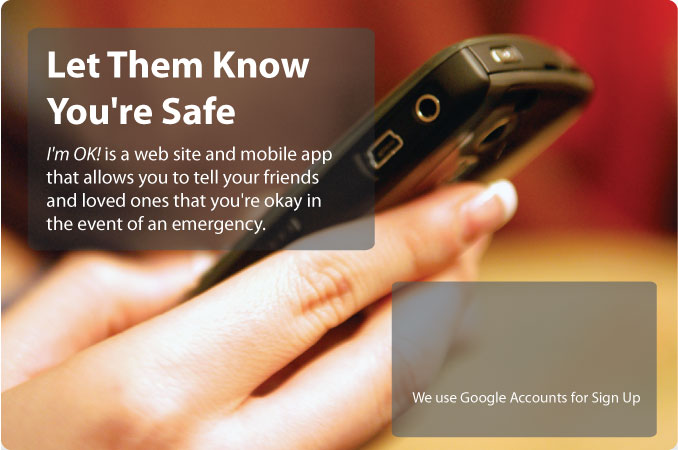 Let Them Know
You're Safe
I'm OK! is a web site and mobile app
that allows you to tell your friends
and loved ones that you're okay in
the event of an emergency.
We use Google Accounts for Sign Up